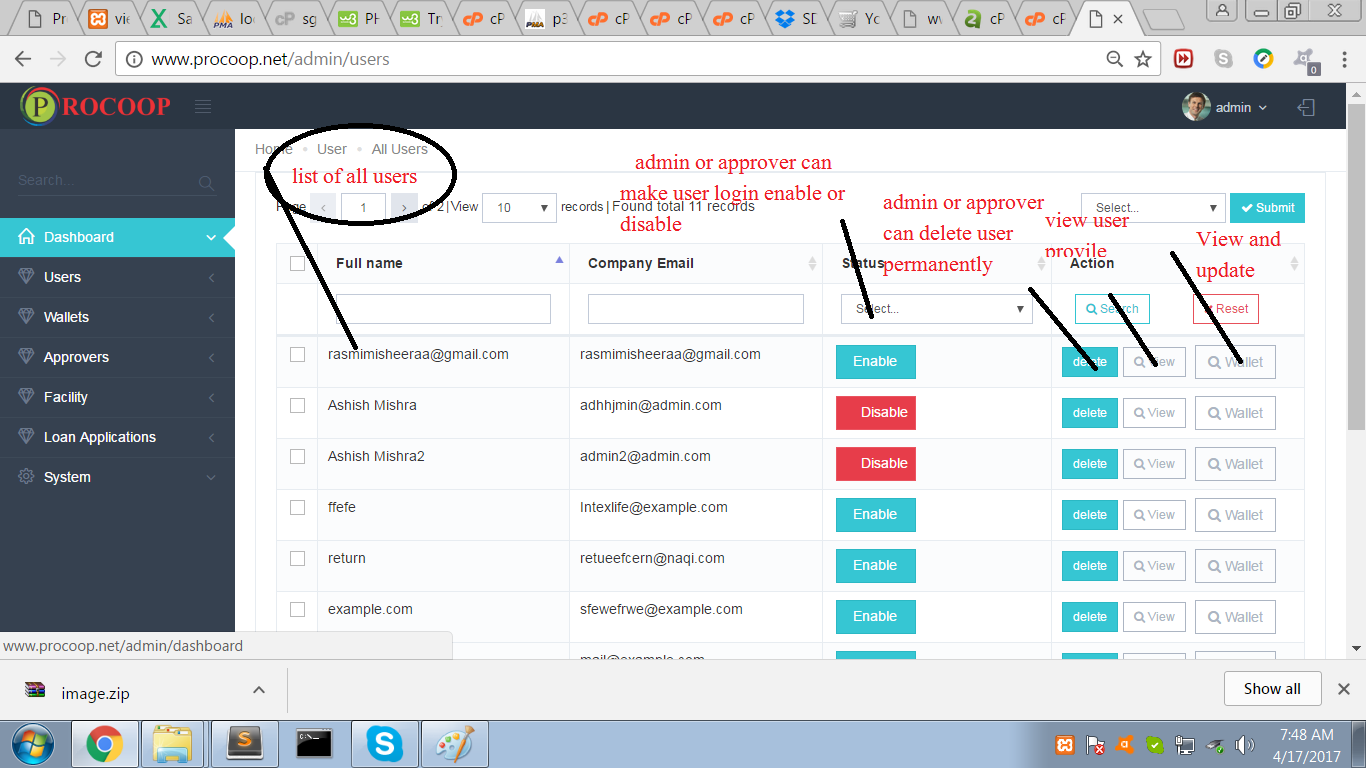 Pr
vie
Sa
loc
sg
PH
Try
cP
p3
cP
cP
cP
SD
Yo
w
cP
cP
www.procoop.net/admin/users
0
PROCOOP
admin
Home • User • All Users
list of all users
admin or approver can
make user login enable or
disable
admin or approver
can delete user
permanently
view user
provile
View and
update
Search...
Page 1 of 2 | View 10 records | Found total 11 records
Select... Submit
Dashboard
Users
Wallets
Approvers
Facility
Loan Applications
System
Full name Company Email Status Action
Select... Search Reset
rasmimisheeraa@gmail.com rasmimisheeraa@gmail.com Enable delete View Wallet
Ashish Mishra adhhjmin@admin.com Disable delete View Wallet
Ashish Mishra2 admin2@admin.com Disable delete View Wallet
ffefe Intexlife@example.com Enable delete View Wallet
return retueefcern@naqi.com Enable delete View Wallet
example.com sfewefrwe@example.com Enable delete View Wallet
mail@example.com
www.procoop.net/admin/dashboard
image.zip
Show all
7:48 AM
4/17/2017